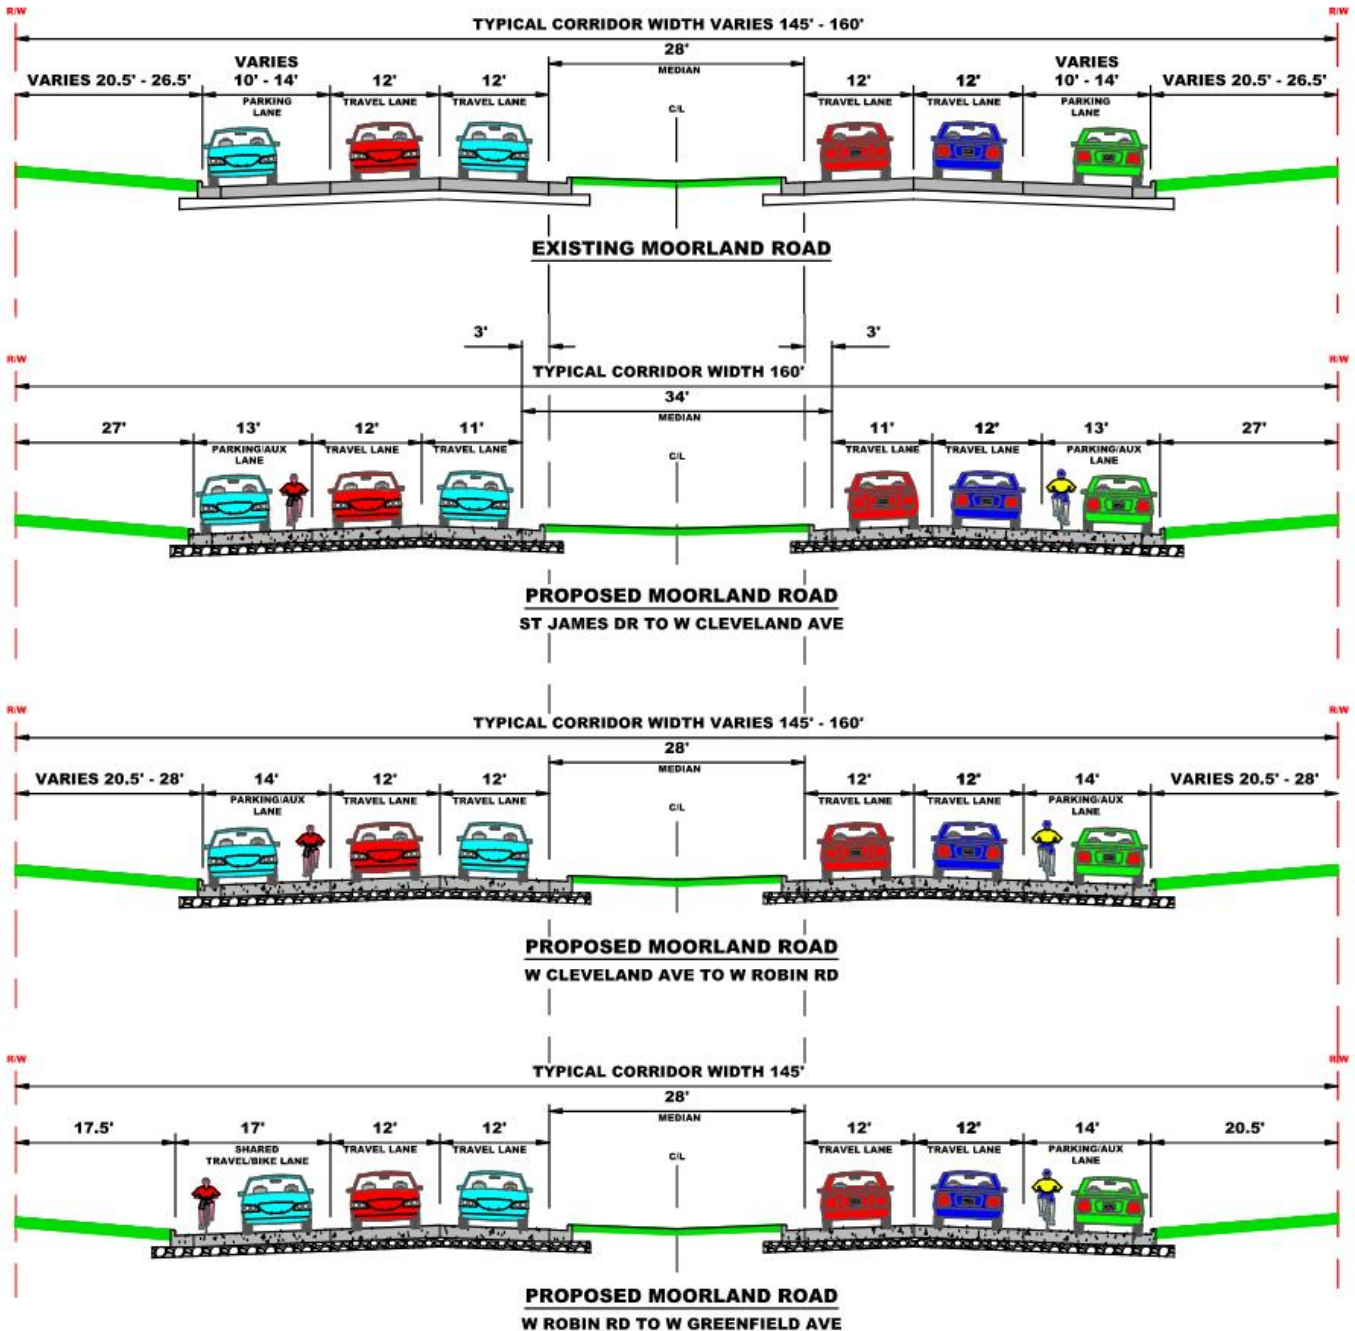 R/W
R/W
TYPICAL CORRIDOR WIDTH VARIES 145' - 160'
28'
MEDIAN
VARIES 20.5' - 26.5'
VARIES
10' - 14'
PARKING
LANE
12'
TRAVEL LANE
12'
TRAVEL LANE
C/L
12'
TRAVEL LANE
12'
TRAVEL LANE
VARIES
10' - 14'
PARKING
LANE
VARIES 20.5' - 26.5'
EXISTING MOORLAND ROAD
3'
3'
R/W
R/W
TYPICAL CORRIDOR WIDTH 160'
34'
MEDIAN
27'
13'
PARKING/AUX
LANE
12'
TRAVEL LANE
11'
TRAVEL LANE
C/L
11'
TRAVEL LANE
12'
TRAVEL LANE
13'
PARKING/AUX
LANE
27'
PROPOSED MOORLAND ROAD
ST JAMES DR TO W CLEVELAND AVE
R/W
R/W
TYPICAL CORRIDOR WIDTH VARIES 145' - 160'
28'
MEDIAN
VARIES 20.5' - 28'
14'
PARKING/AUX
LANE
12'
TRAVEL LANE
12'
TRAVEL LANE
C/L
12'
TRAVEL LANE
12'
TRAVEL LANE
14'
PARKING/AUX
LANE
VARIES 20.5' - 28'
PROPOSED MOORLAND ROAD
W CLEVELAND AVE TO W ROBIN RD
R/W
R/W
TYPICAL CORRIDOR WIDTH 145'
28'
MEDIAN
17.5'
17'
SHARED
TRAVEL/BIKE LANE
12'
TRAVEL LANE
12'
TRAVEL LANE
C/L
12'
TRAVEL LANE
12'
TRAVEL LANE
14'
PARKING/AUX
LANE
20.5'
PROPOSED MOORLAND ROAD
W ROBIN RD TO W GREENFIELD AVE